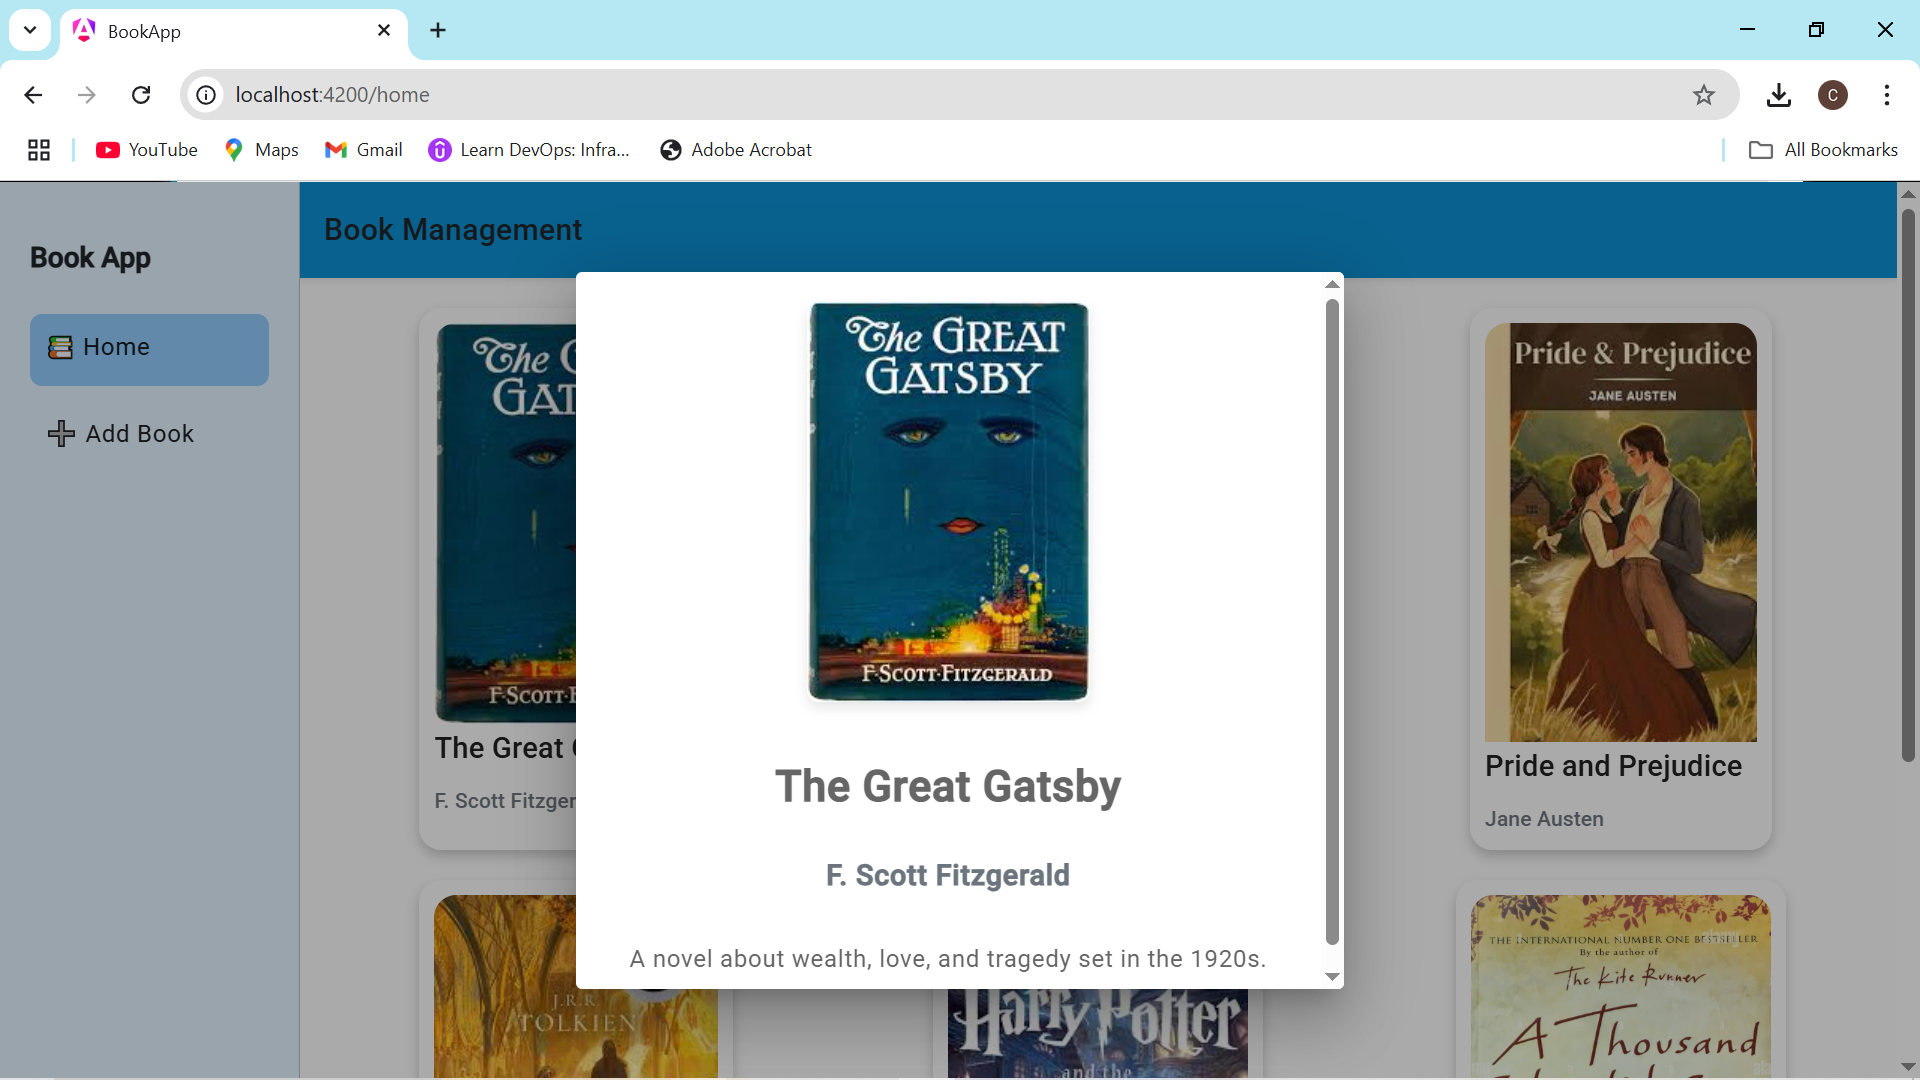 BookApp
localhost:4200/home
YouTube
Maps
Gmail
Learn DevOps: Infra...
Adobe Acrobat
All Bookmarks
C
Book App
Home
Add Book
Book Management
The G
GAT
F·SCOTT·F
The Great
F. Scott Fitzger
The GREAT
GATSBY
F·SCOTT·FITZGERALD
The Great Gatsby
F. Scott Fitzgerald
A novel about wealth, love, and tragedy set in the 1920s.
Pride & Prejudice
JANE AUSTEN
Pride and Prejudice
Jane Austen
J.R.R.
TOLKIEN
Harry Potter
and the
THE INTERNATIONAL NUMBER ONE BESTSELLER
By the author of
The Kite Runner
A Thousand